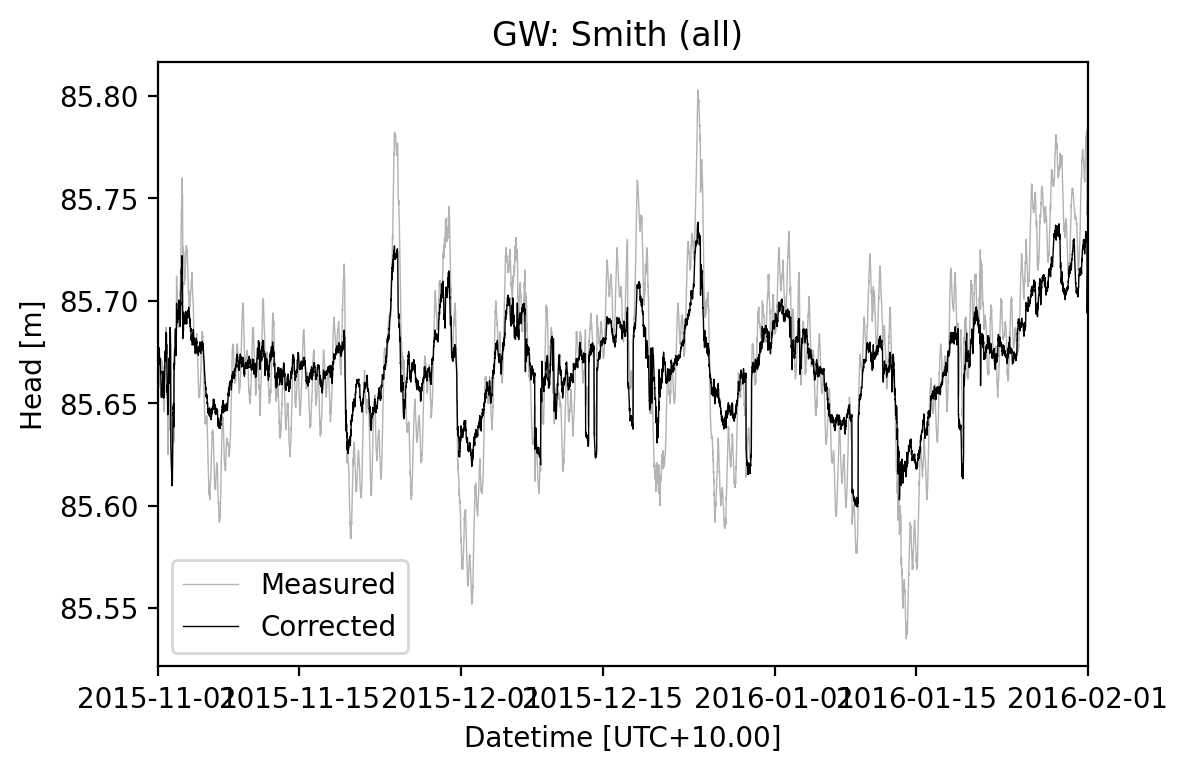 GW: Smith (all)
85.80
85.75
85.70
85.65
85.60
85.55
Head [m]
Measured
Corrected
2015-11-01 2015-11-15 2015-12-01 2015-12-15 2016-01-01 2016-01-15 2016-02-01
Datetime [UTC+10.00]